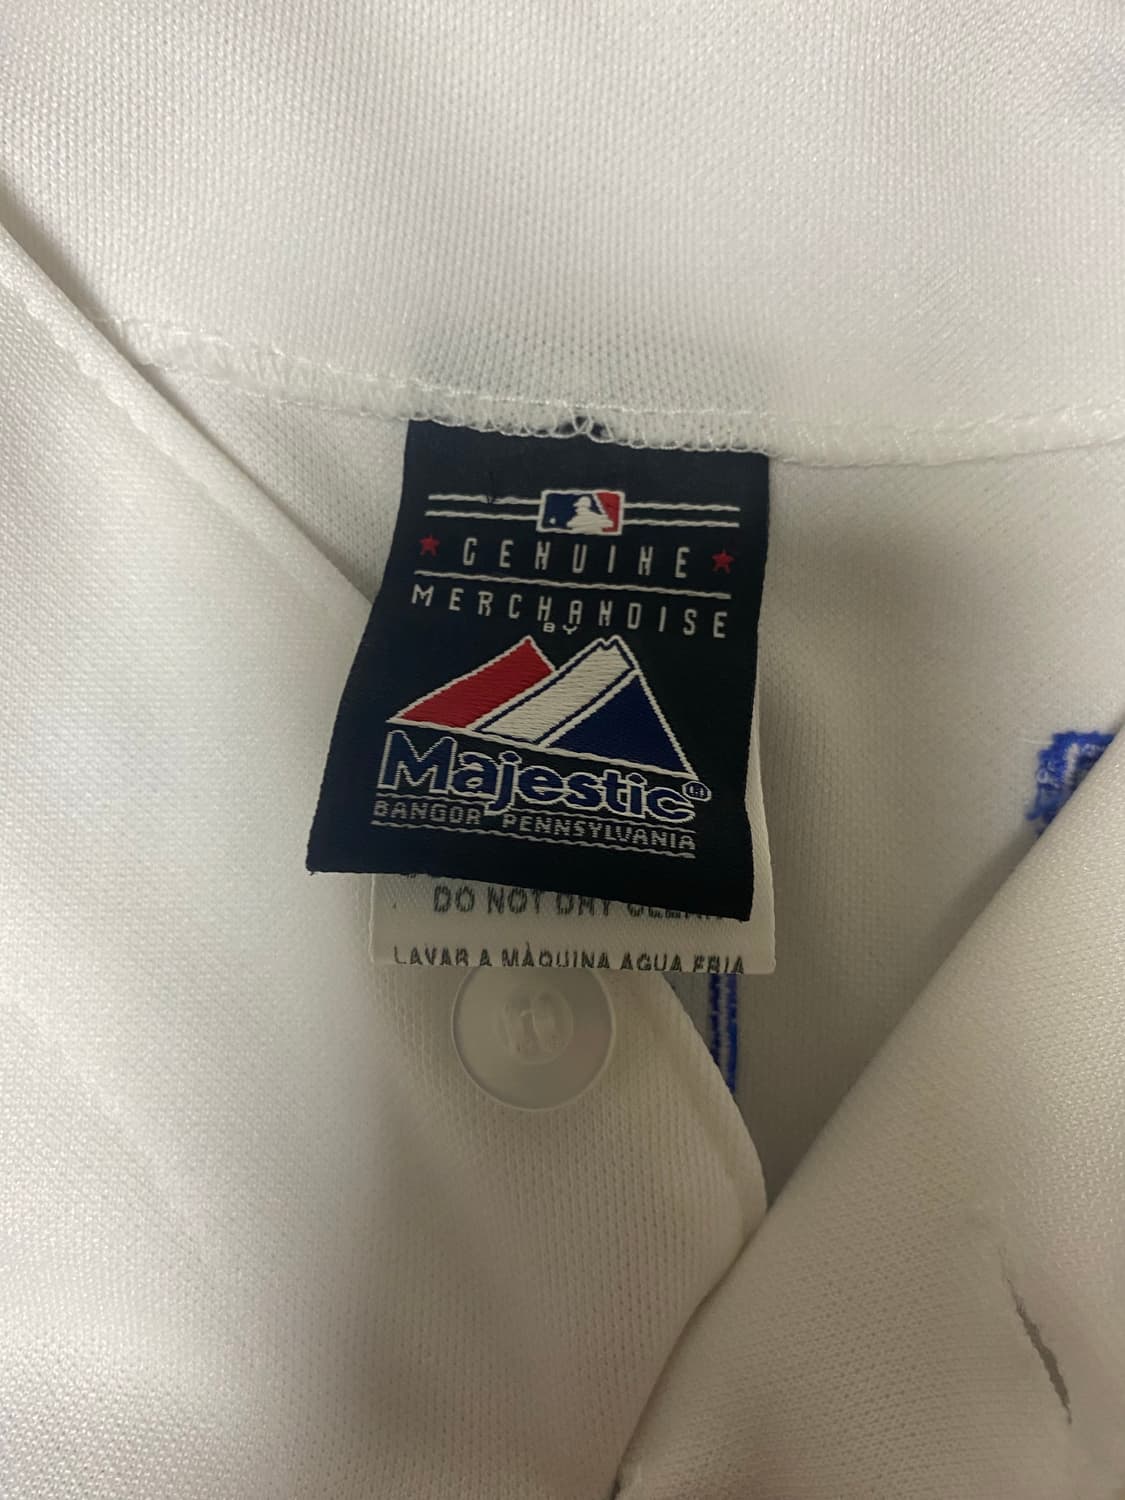 GENUINE
MERCHANDISE
BY
Majestic®
BANGOR PENNSYLVANIA
DO NOT DRY CLEAN
LAVAR A MÀQUINA AGUA FRIA